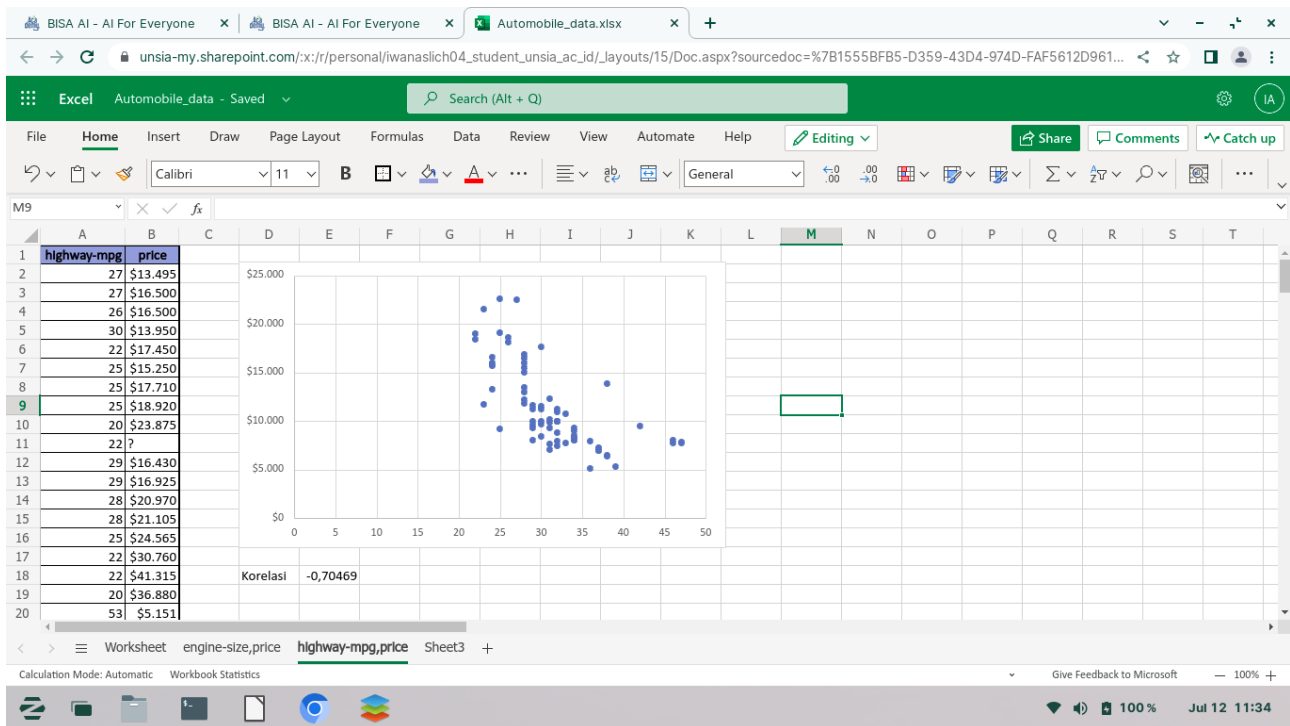 BISA AI - AI For Everyone × BISA AI - AI For Everyone × Automobile_data.xlsx × +
unsia-my.sharepoint.com/:x:/r/personal/iwanaslich04_student_unsia_ac_id/_layouts/15/Doc.aspx?sourcedoc=%7B1555BFB5-D359-43D4-974D-FAF5612D961...
Excel Automobile_data - Saved Search (Alt + Q) IA
File Home Insert Draw Page Layout Formulas Data Review View Automate Help Editing Share Comments Catch up
Calibri 11 B A ab General
M9 fx
A B C D E F G H I J K L M N O P Q R S T
1 highway-mpg price
2 27 $13.495
3 27 $16.500
4 26 $16.500
5 30 $13.950
6 22 $17.450
7 25 $15.250
8 25 $17.710
9 25 $18.920
10 20 $23.875
11 22 ?
12 29 $16.430
13 29 $16.925
14 28 $20.970
15 28 $21.105
16 25 $24.565
17 22 $30.760
18 22 $41.315 Korelasi -0,70469
19 20 $36.880
20 53 $5.151
$25.000
$20.000
$15.000
$10.000
$5.000
$0
0 5 10 15 20 25 30 35 40 45 50
Worksheet engine-size,price highway-mpg,price Sheet3 +
Calculation Mode: Automatic Workbook Statistics Give Feedback to Microsoft — 100% +
100 % Jul 12 11:34